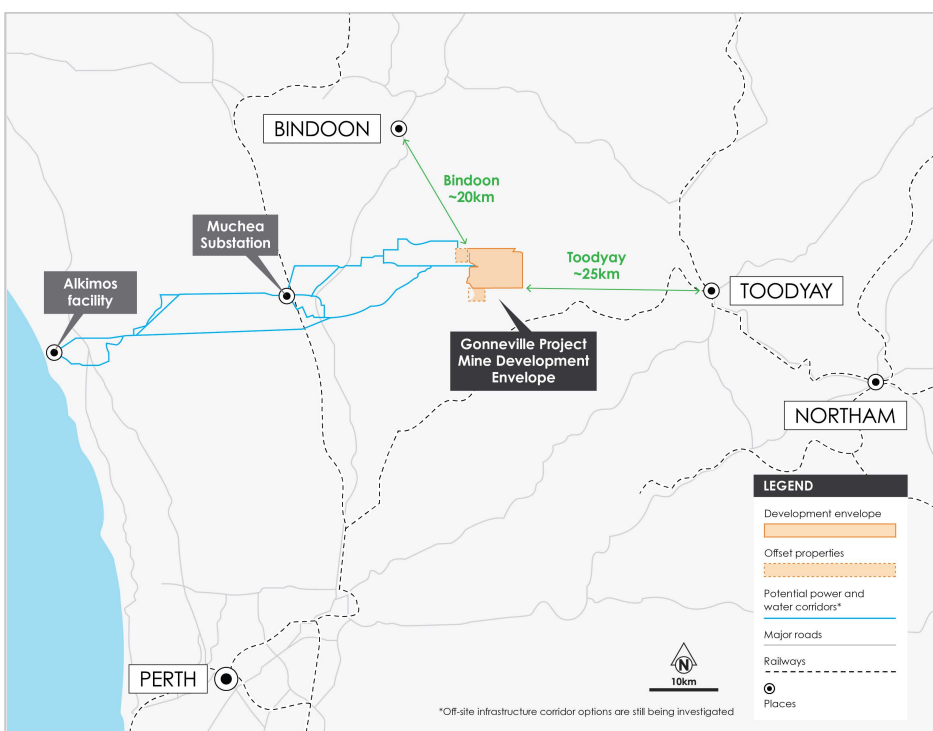 BINDOON
Bindoon
~20km
Muchea
Substation
Toodyay
~25km
Alkimos
facility
TOODYAY
Gonneville Project
Mine Development
Envelope
NORTHAM
LEGEND
Development envelope
Offset properties
Potential power and
water corridors*
Major roads
Railways
Places
PERTH
N
10km
*Off-site infrastructure corridor options are still being investigated